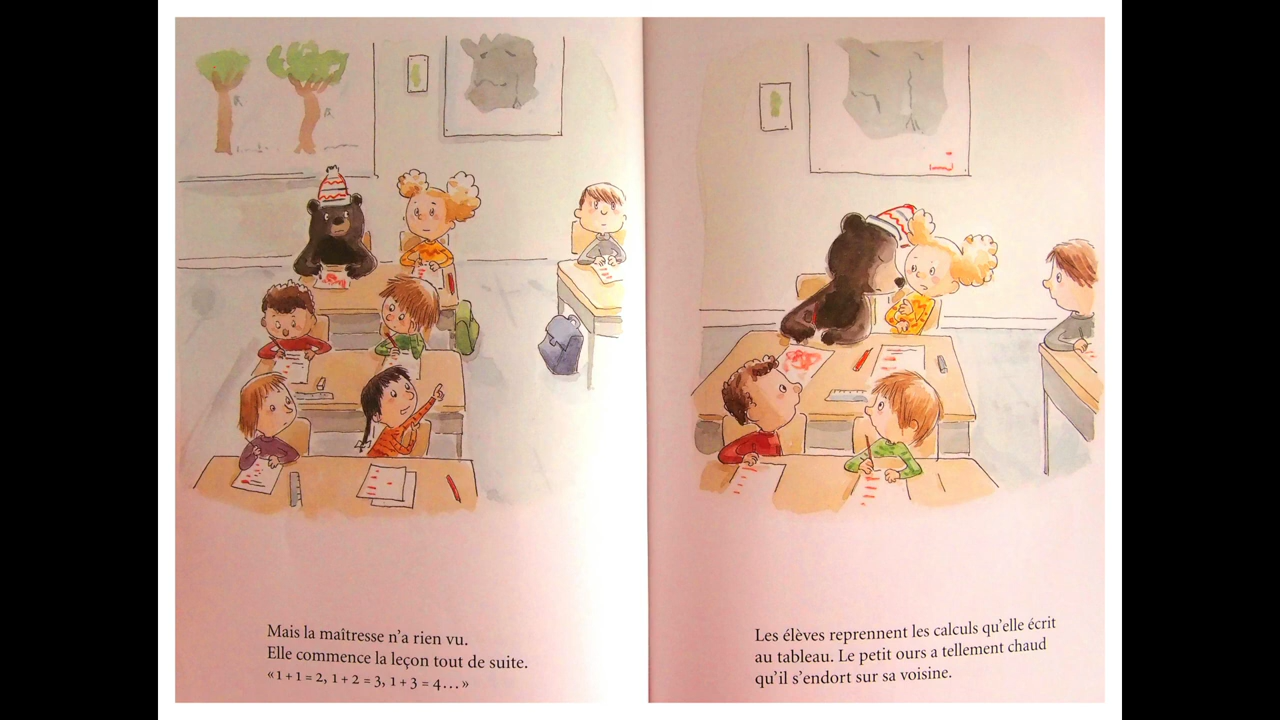 Mais la maîtresse n'a rien vu.
Elle commence la leçon tout de suite.
«1 + 1 = 2, 1 + 2 = 3, 1 + 3 = 4…»
Les élèves reprennent les calculs qu'elle écrit
au tableau. Le petit ours a tellement chaud
qu'il s'endort sur sa voisine.